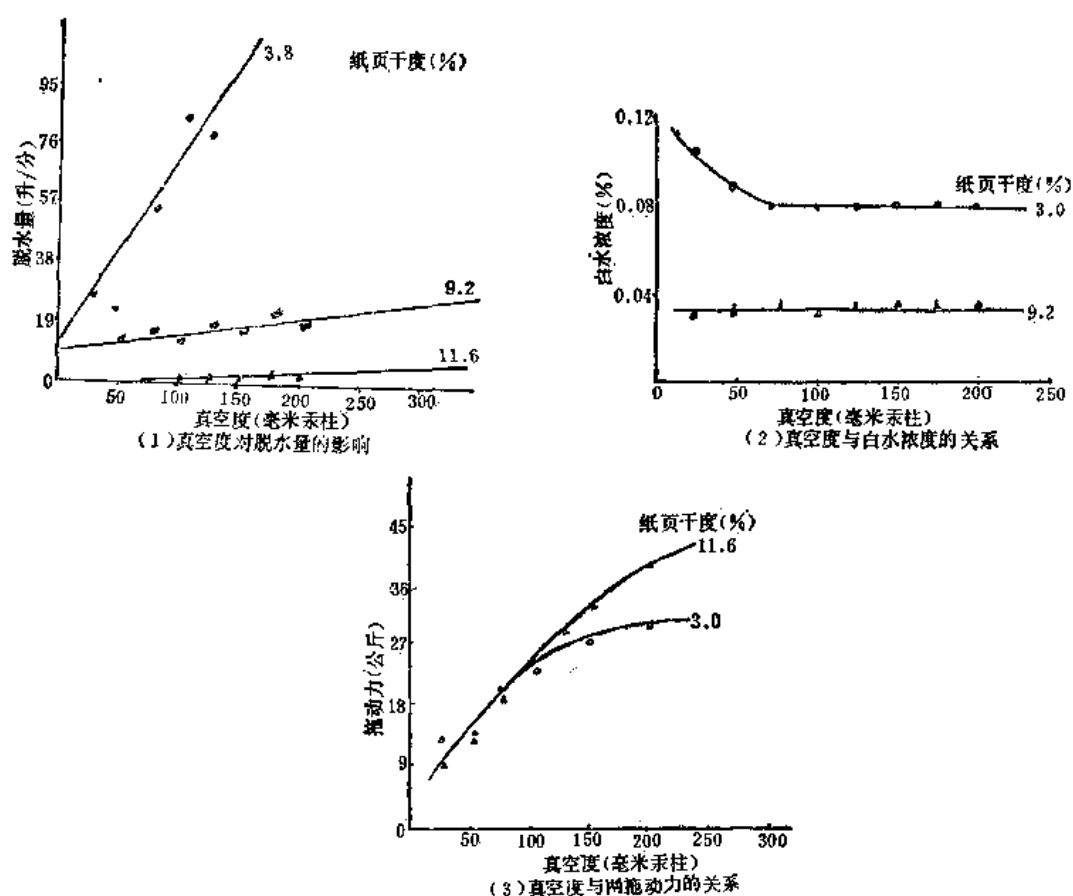 3.8
纸页干度(%)
95
76
57
38
19
0
脱水量(升/分)
9.2
11.6
50 100 150 200 250 300
真空度(毫米汞柱)
(1)真空度对脱水量的影响
0.12
0.08
0.04
0
白水浓度(%)
纸页干度(%)
3.0
9.2
0 50 100 150 200 250
真空度(毫米汞柱)
(2)真空度与白水浓度的关系
45
36
27
18
9
0
拖动力(公斤)
纸页干度(%)
11.6
3.0
50 100 150 200 250 300
真空度(毫米汞柱)
(3)真空度与网拖动力的关系